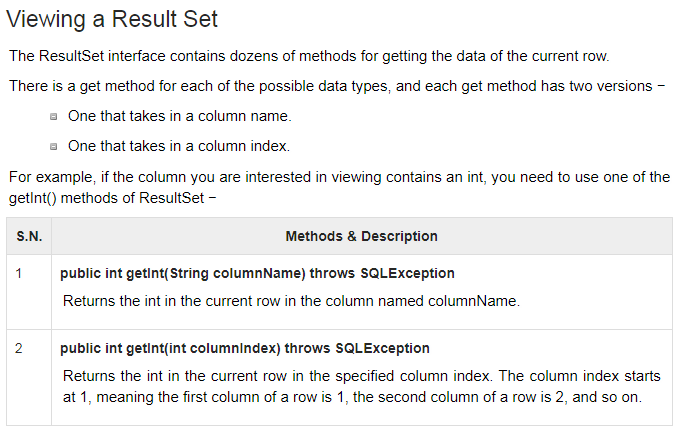 Viewing a Result Set
The ResultSet interface contains dozens of methods for getting the data of the current row.
There is a get method for each of the possible data types, and each get method has two versions −
One that takes in a column name.
One that takes in a column index.
For example, if the column you are interested in viewing contains an int, you need to use one of the
getInt() methods of ResultSet −
S.N. Methods & Description
1 public int getInt(String columnName) throws SQLException
Returns the int in the current row in the column named columnName.
2 public int getInt(int columnIndex) throws SQLException
Returns the int in the current row in the specified column index. The column index starts
at 1, meaning the first column of a row is 1, the second column of a row is 2, and so on.